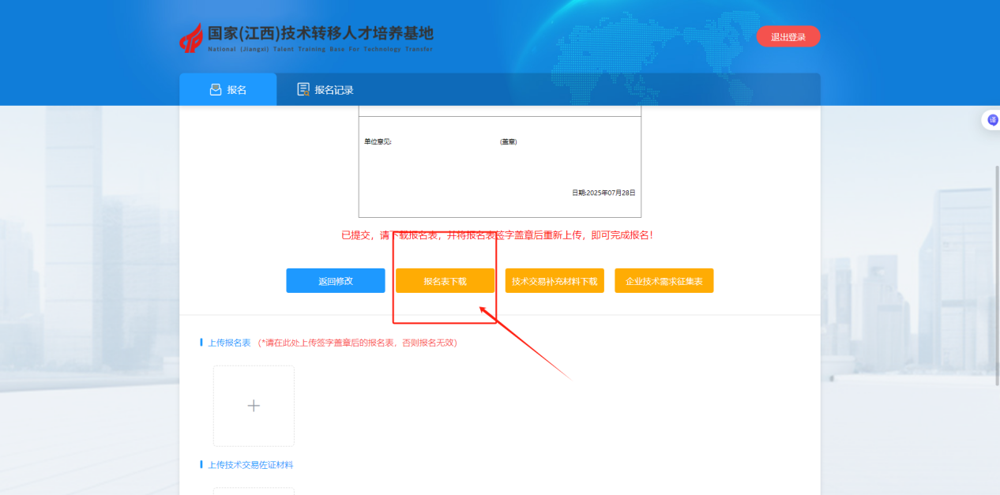 国家(江西)技术转移人才培养基地
National (Jiangxi) Talent Training Base For Technology Transfer
退出登录
报名
报名记录
译
单位意见:
(盖章)
日期:2025年07月28日
已提交，请下载报名表，并将报名表签字盖章后重新上传，即可完成报名！
返回修改
报名表下载
技术交易补充材料下载
企业技术需求征集表
上传报名表 (*请在此处上传签字盖章后的报名表，否则报名无效)
上传技术交易佐证材料